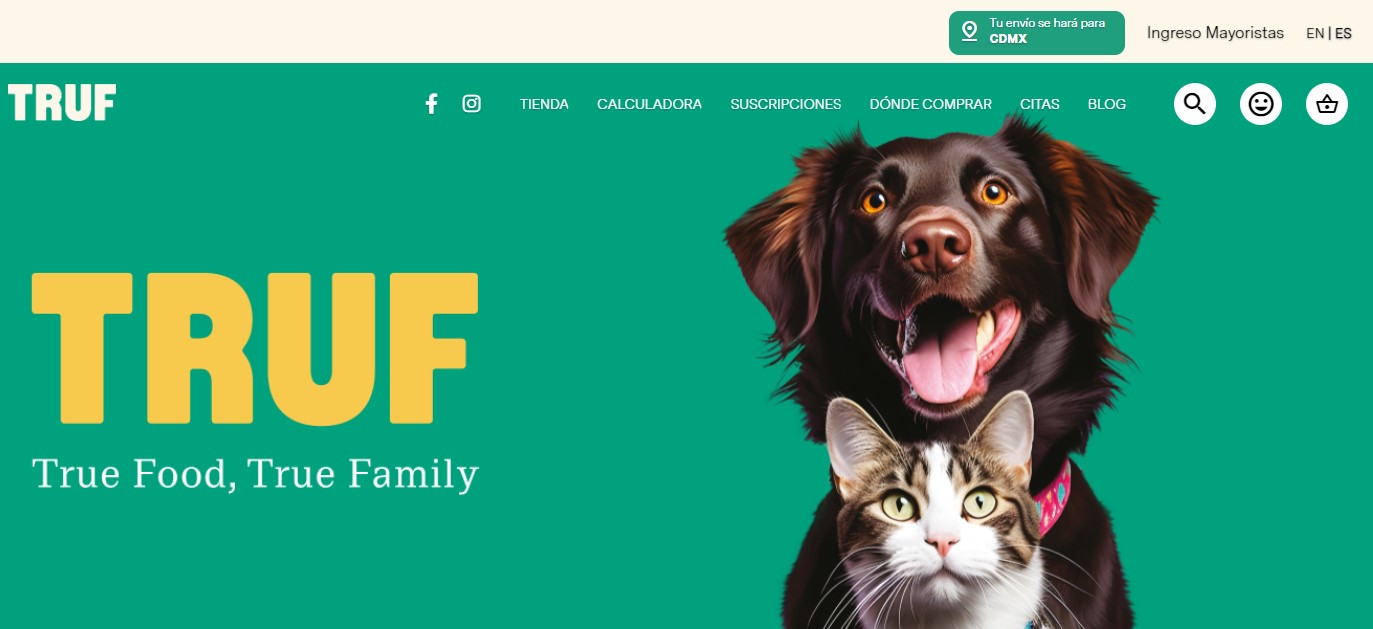 Tu envío se hará para
CDMX
Ingreso Mayoristas
EN | ES
TRUF
TIENDA
CALCULADORA
SUSCRIPCIONES
DÓNDE COMPRAR
CITAS
BLOG
TRUF
True Food, True Family